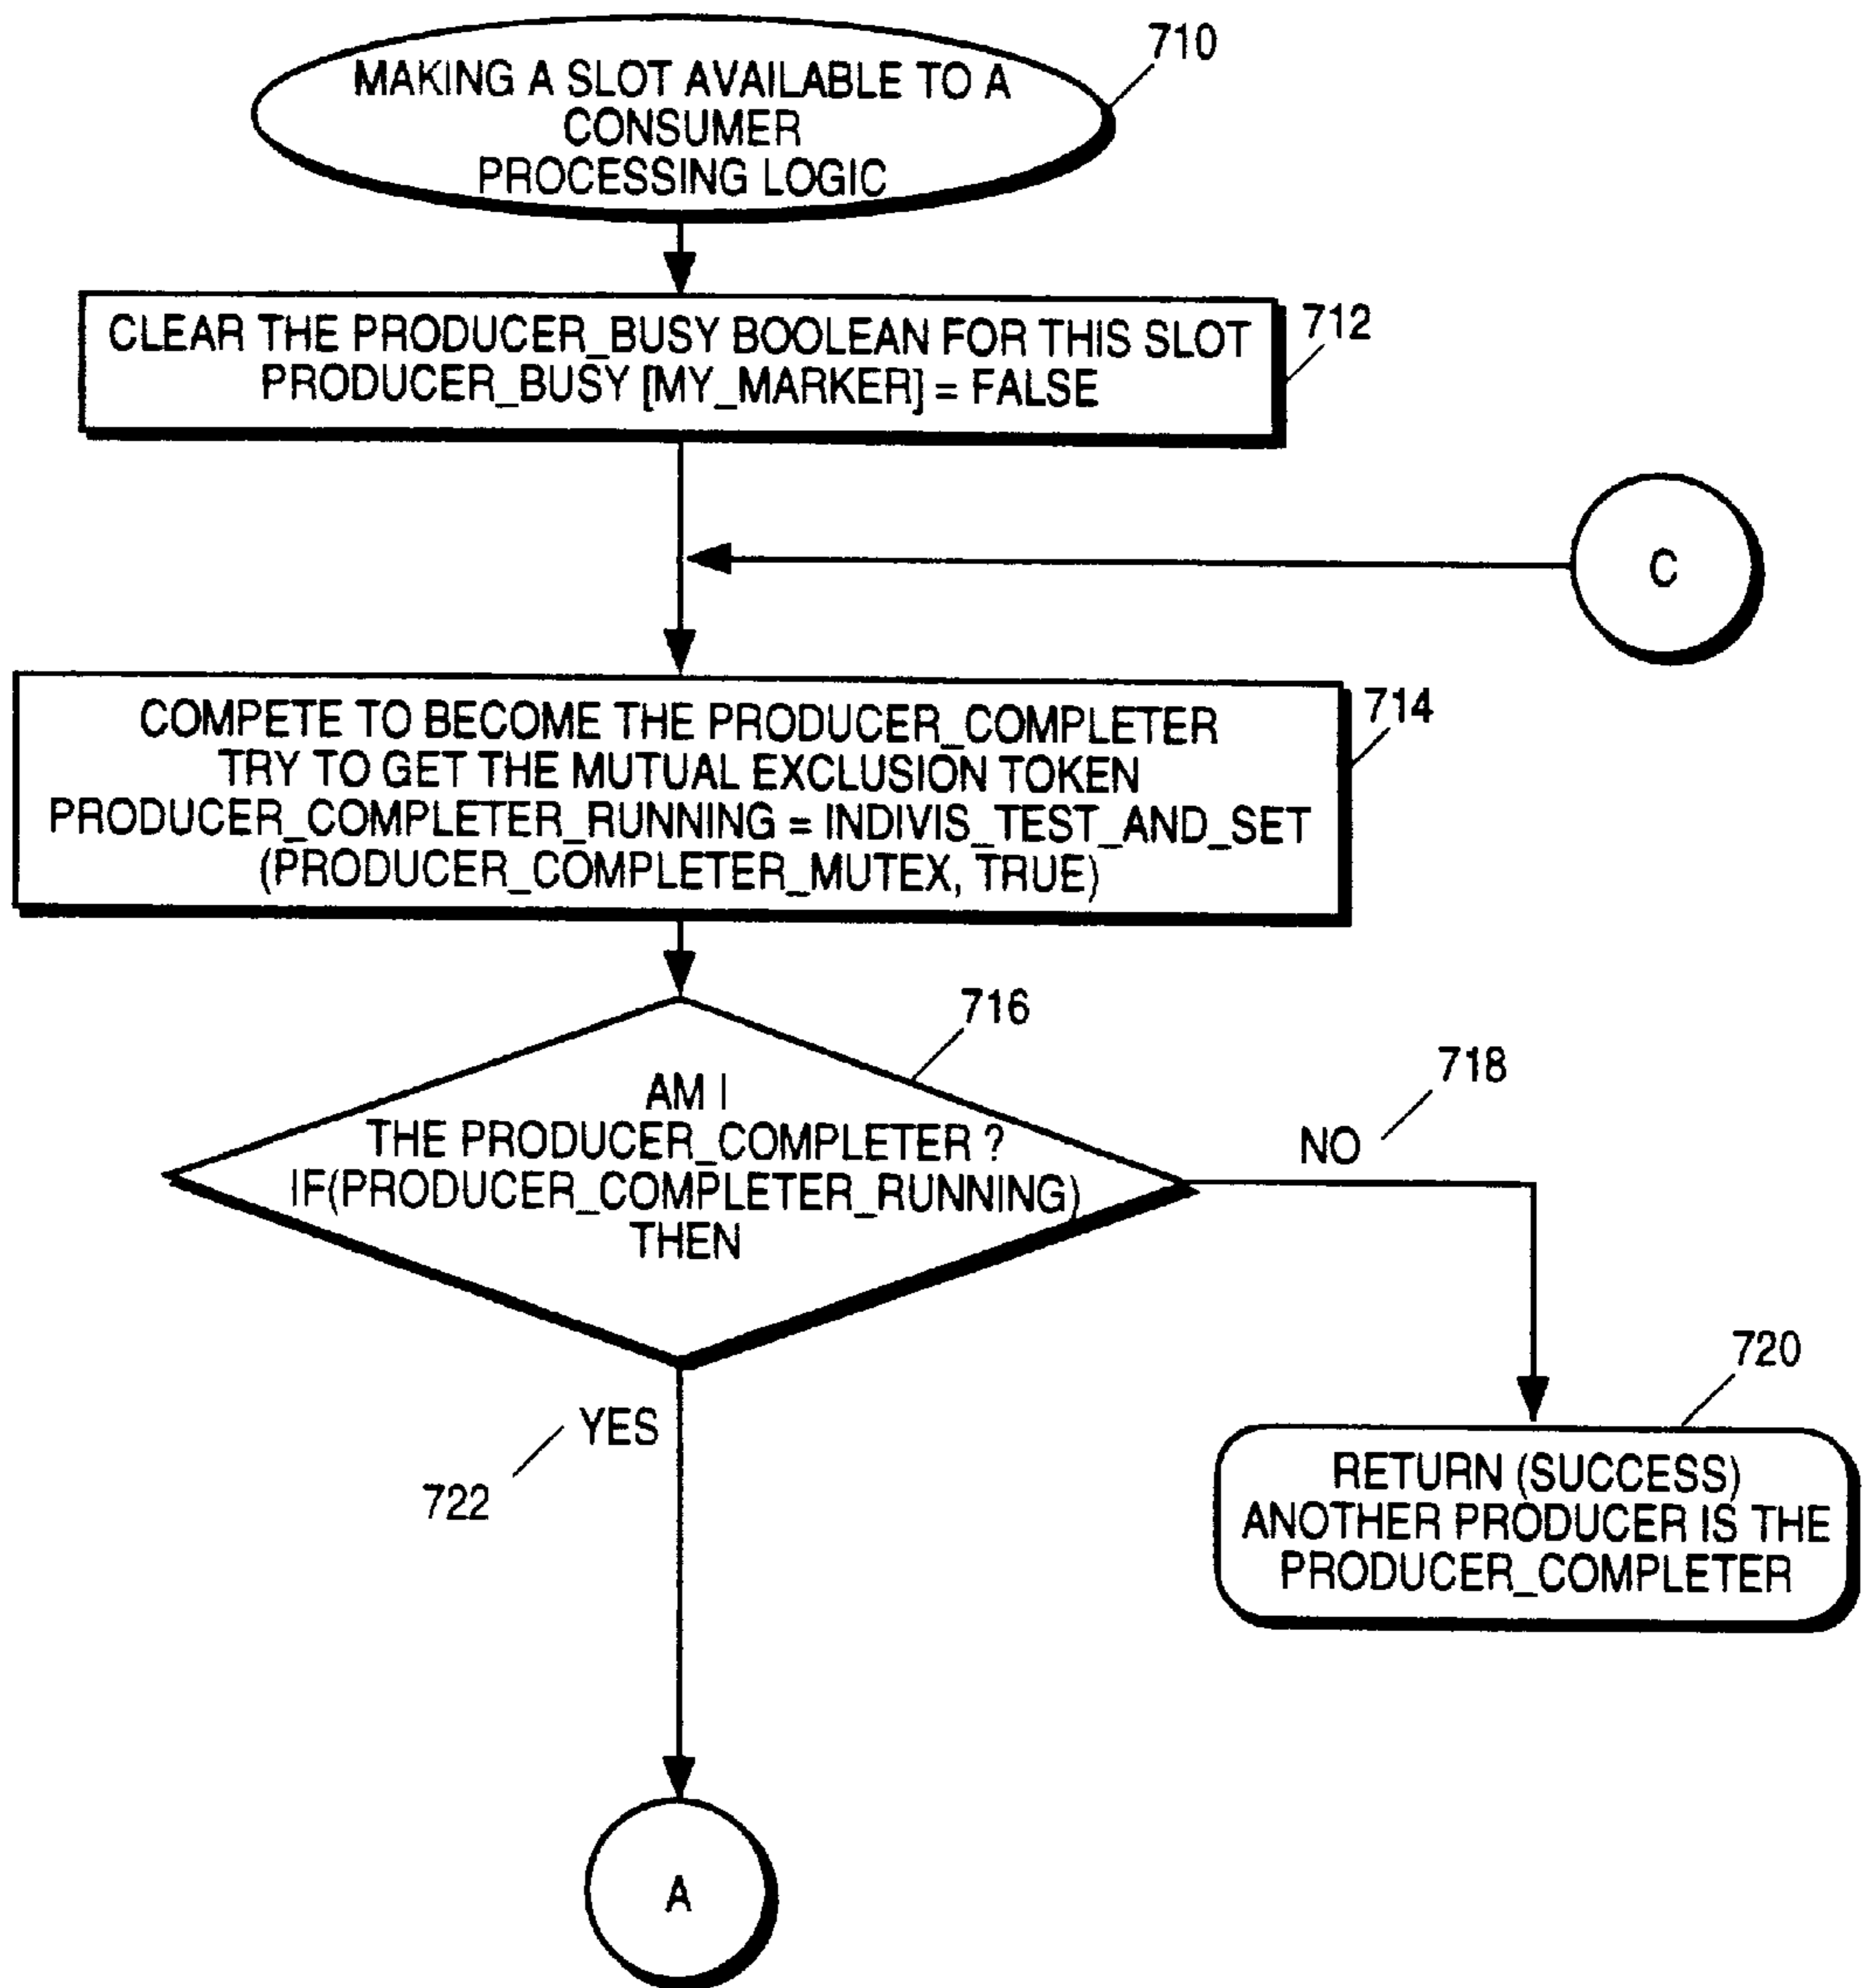 710
MAKING A SLOT AVAILABLE TO A
CONSUMER
PROCESSING LOGIC
712
CLEAR THE PRODUCER_BUSY BOOLEAN FOR THIS SLOT
PRODUCER_BUSY [MY_MARKER] = FALSE
C
714
COMPETE TO BECOME THE PRODUCER_COMPLETER
TRY TO GET THE MUTUAL EXCLUSION TOKEN
PRODUCER_COMPLETER_RUNNING = INDIVIS_TEST_AND_SET
(PRODUCER_COMPLETER_MUTEX, TRUE)
716
AM I
THE PRODUCER_COMPLETER ?
IF(PRODUCER_COMPLETER_RUNNING)
THEN
718
NO
720
RETURN (SUCCESS)
ANOTHER PRODUCER IS THE
PRODUCER_COMPLETER
YES
722
A